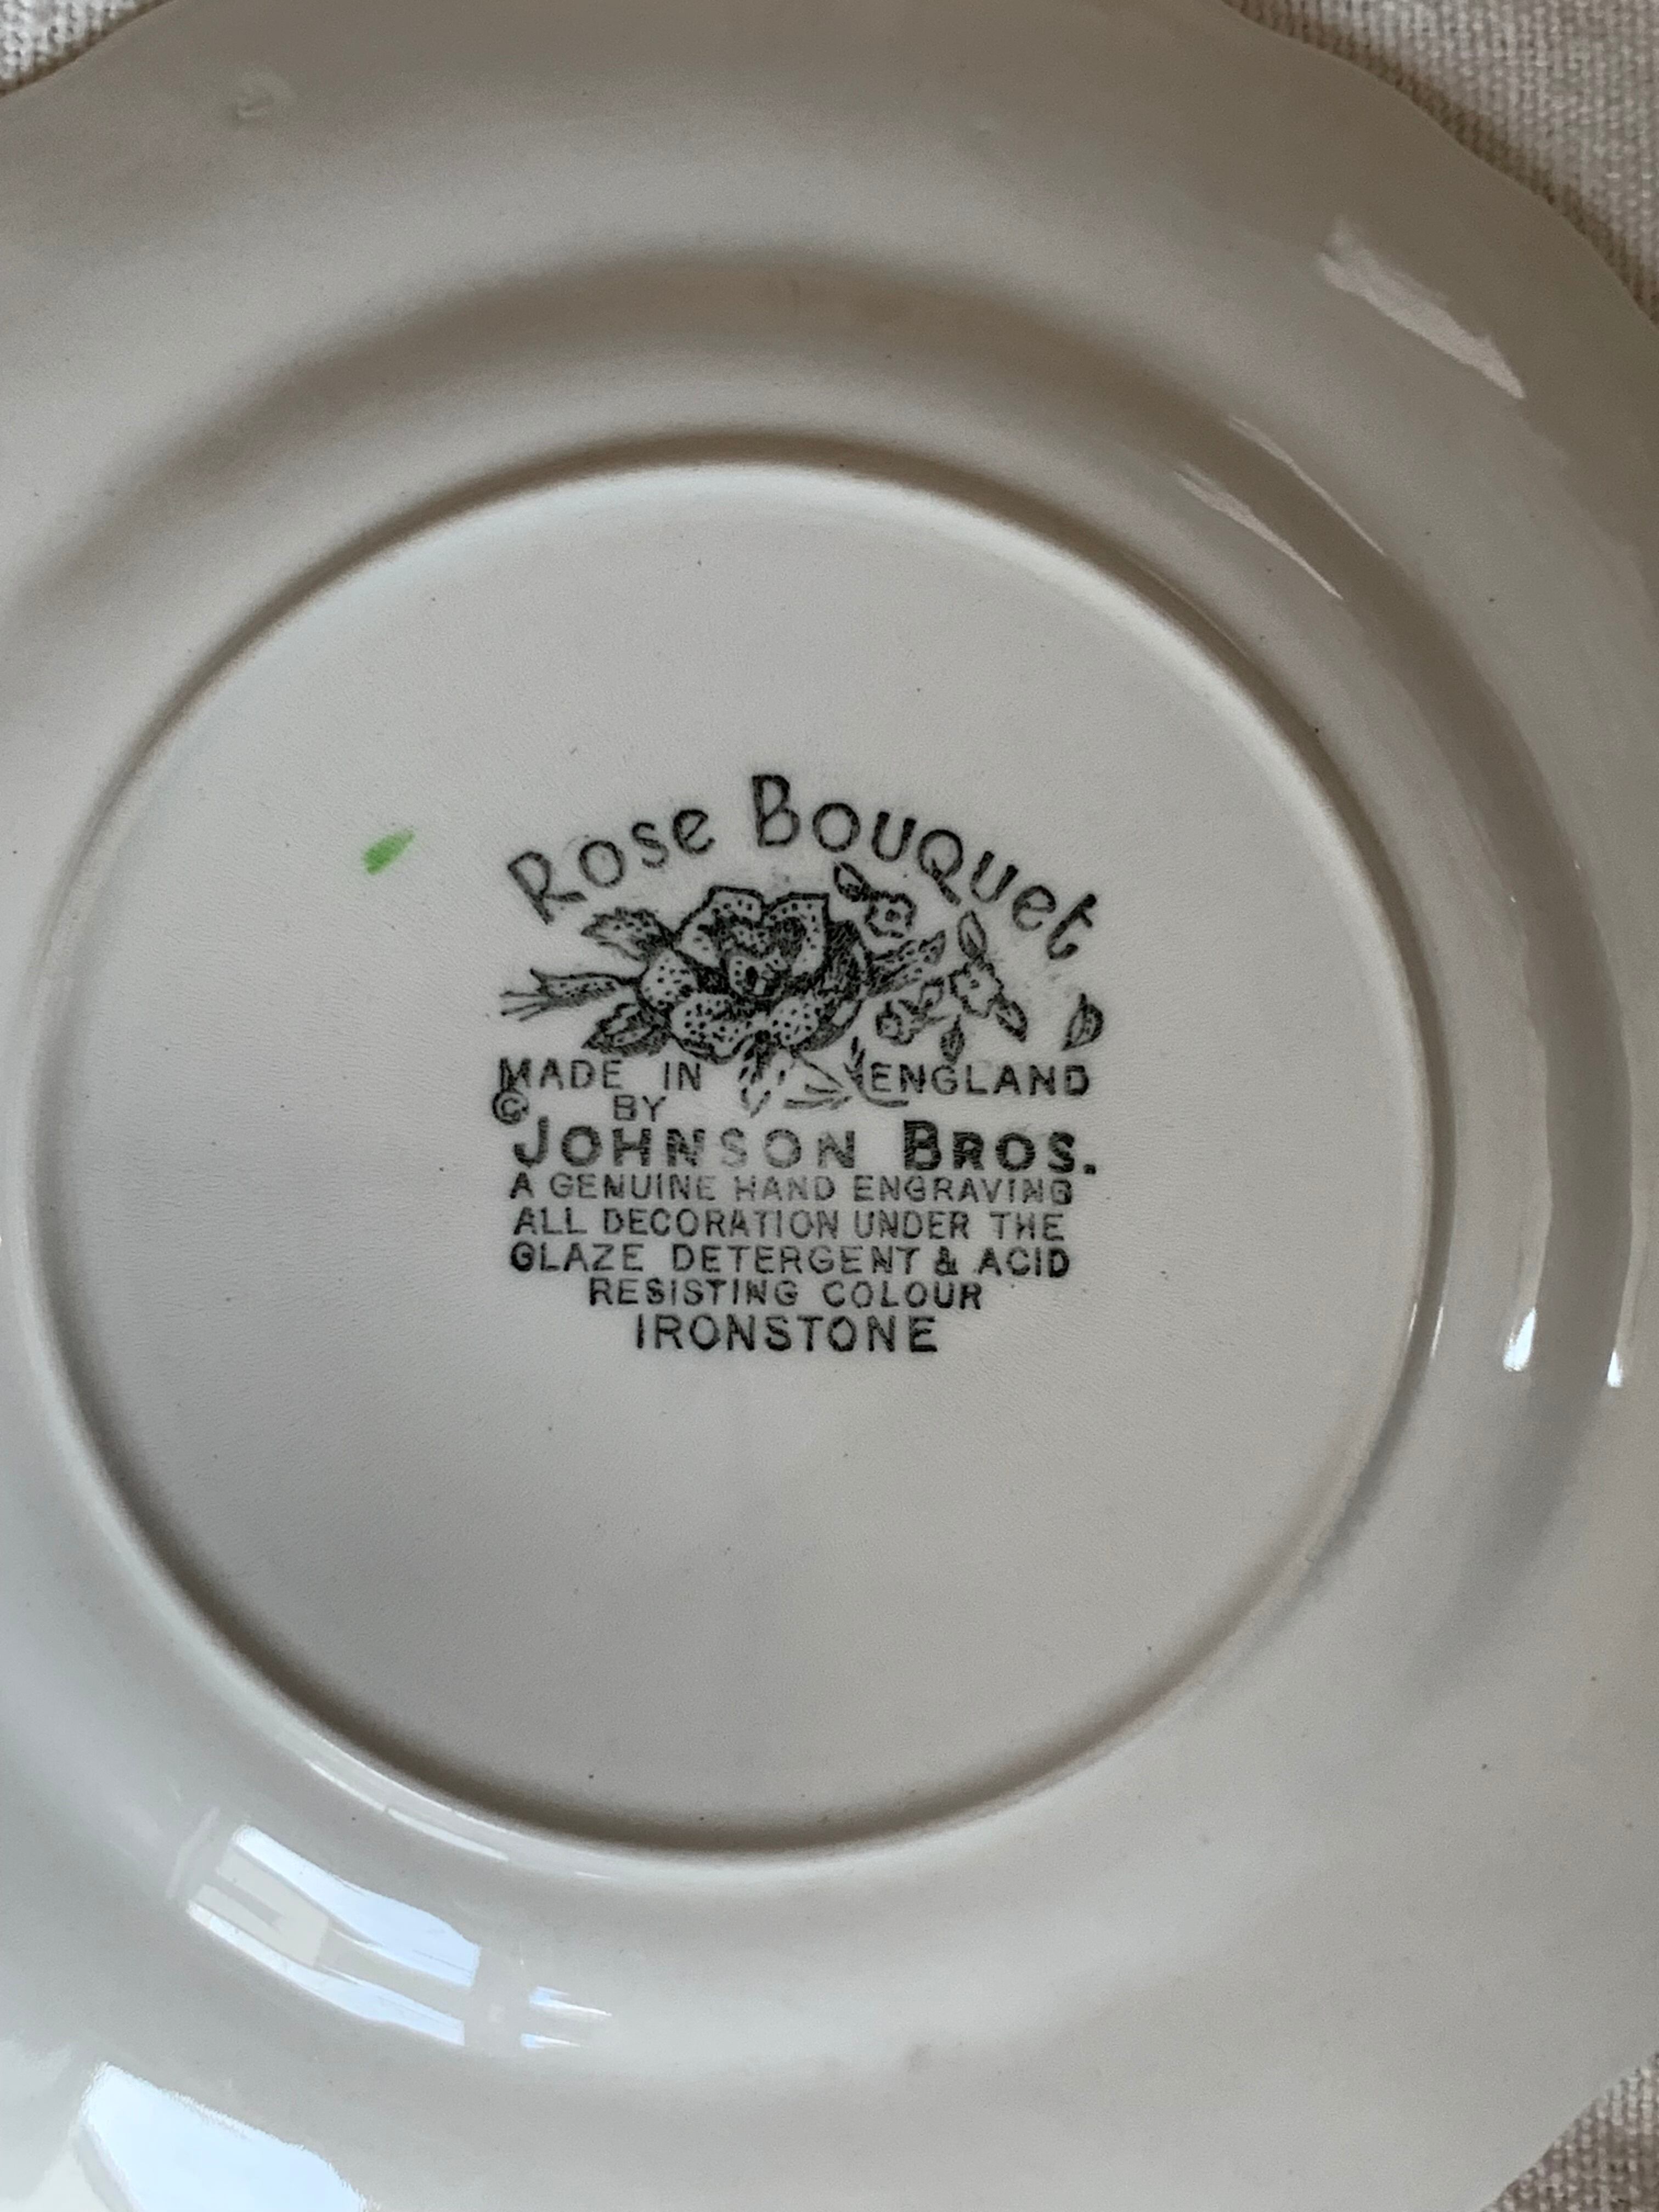 Rose Bouquet
MADE IN ENGLAND
© BY
JOHNSON BROS.
A GENUINE HAND ENGRAVING
ALL DECORATION UNDER THE
GLAZE DETERGENT & ACID
RESISTING COLOUR
IRONSTONE